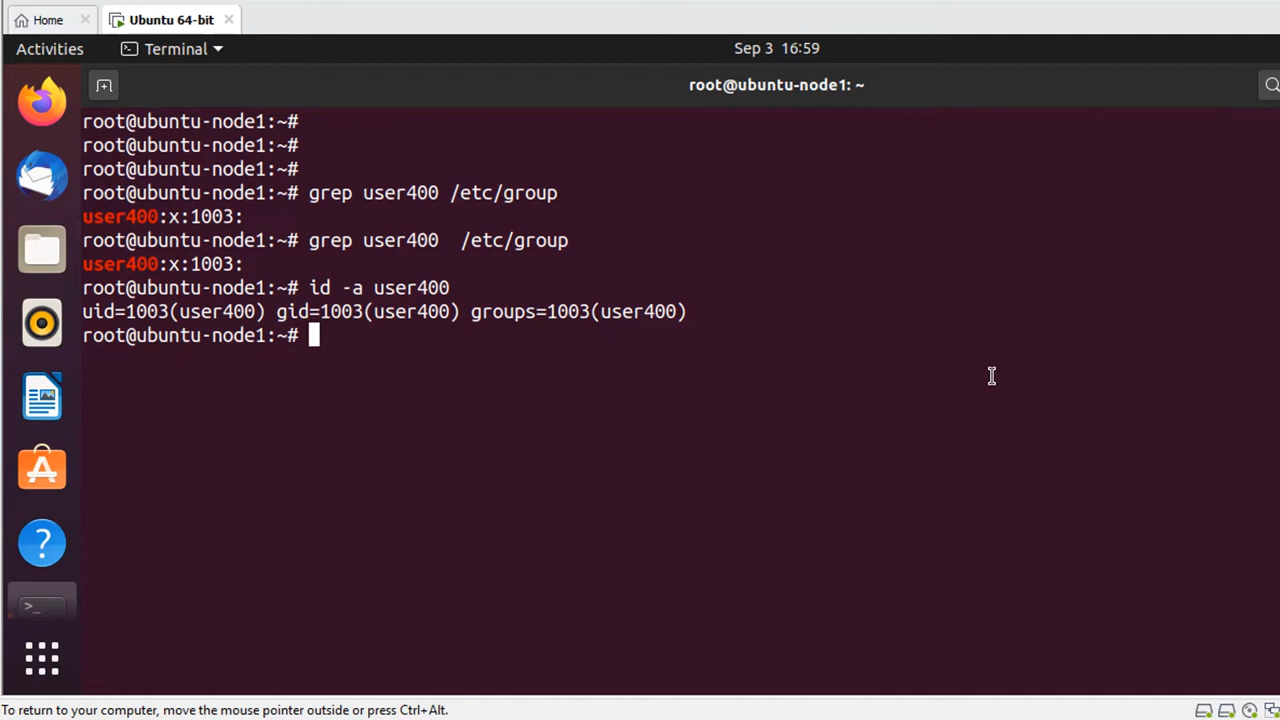 Home × Ubuntu 64-bit ×
Activities Terminal Sep 3 16:59
root@ubuntu-node1: ~
root@ubuntu-node1:~#
root@ubuntu-node1:~#
root@ubuntu-node1:~#
root@ubuntu-node1:~# grep user400 /etc/group
user400:x:1003:
root@ubuntu-node1:~# grep user400  /etc/group
user400:x:1003:
root@ubuntu-node1:~# id -a user400
uid=1003(user400) gid=1003(user400) groups=1003(user400)
root@ubuntu-node1:~#
To return to your computer, move the mouse pointer outside or press Ctrl+Alt.